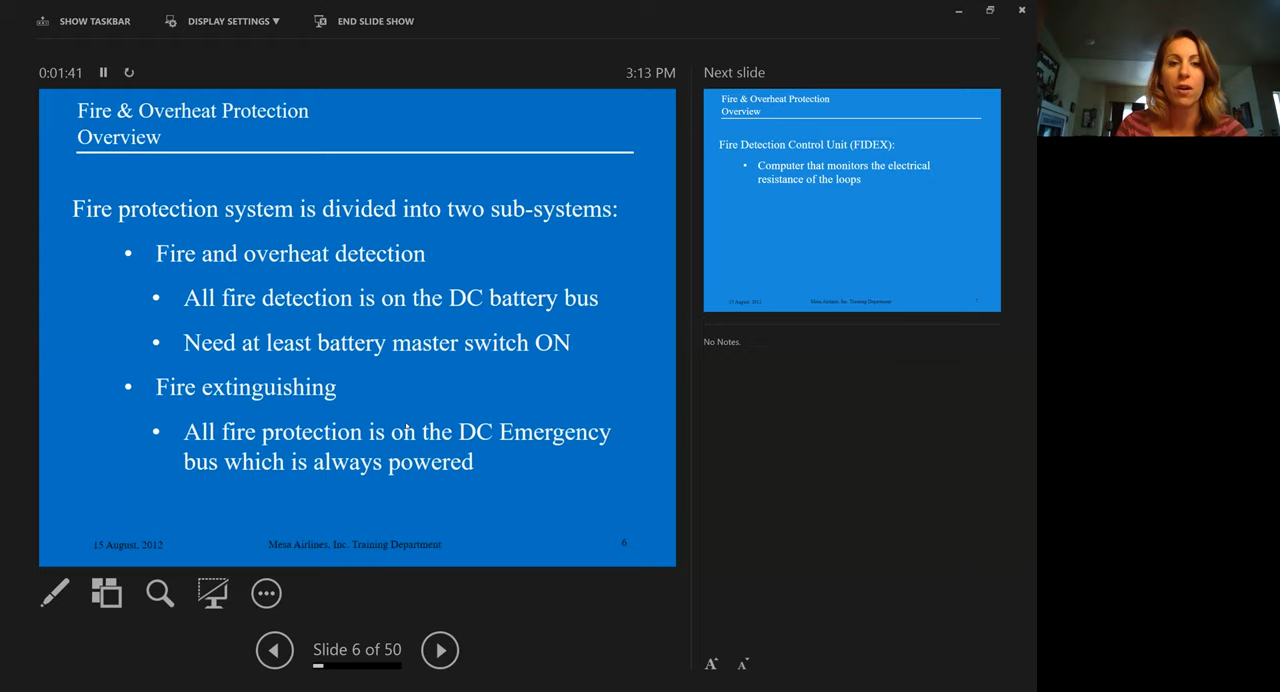 SHOW TASKBAR
DISPLAY SETTINGS ▼
END SLIDE SHOW
0:01:41
3:13 PM
Fire & Overheat Protection
Overview
Fire protection system is divided into two sub-systems:
• Fire and overheat detection
• All fire detection is on the DC battery bus
• Need at least battery master switch ON
• Fire extinguishing
• All fire protection is on the DC Emergency
bus which is always powered
15 August, 2012
Mesa Airlines, Inc. Training Department
6
Slide 6 of 50
Next slide
Fire & Overheat Protection
Overview
Fire Detection Control Unit (FIDEX):
• Computer that monitors the electrical
resistance of the loops
15 August, 2012
Mesa Airlines, Inc. Training Department
7
No Notes.
A
A